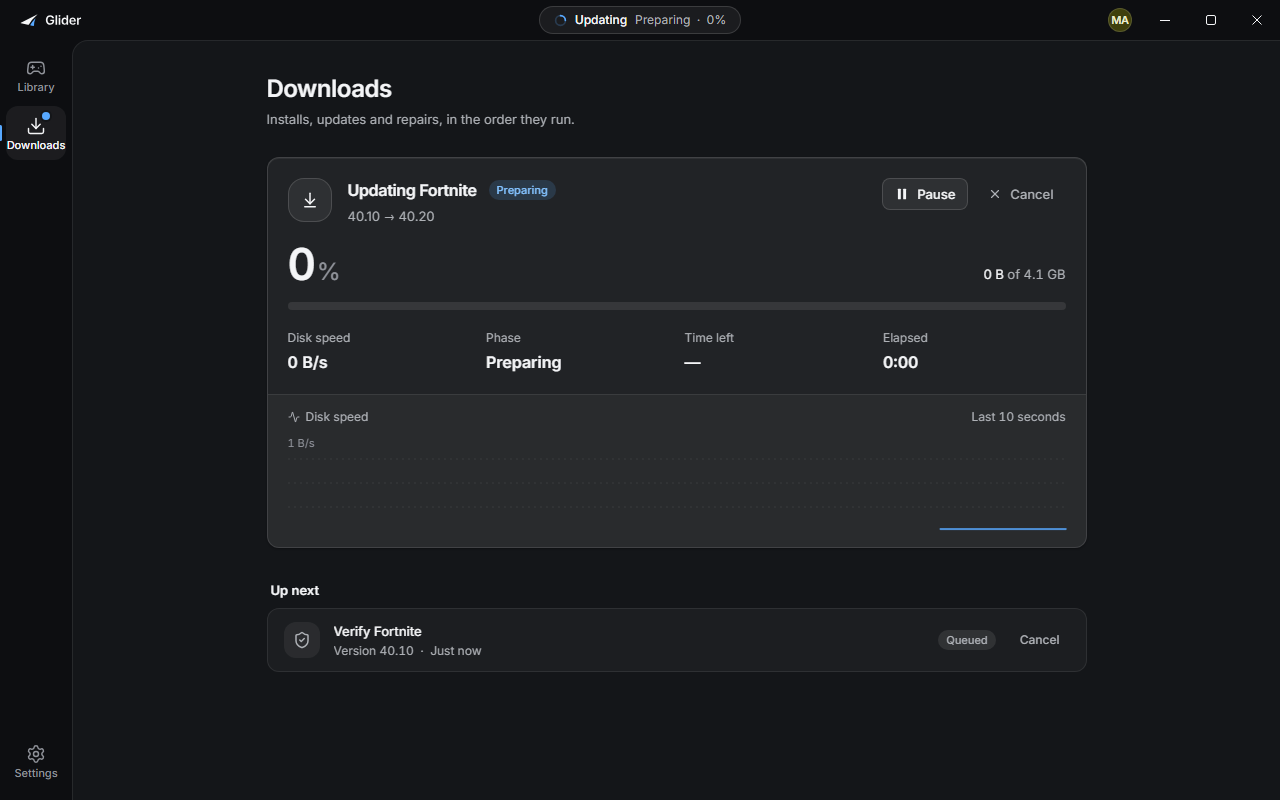 Glider
Updating Preparing · 0%
MA
Library
Downloads
Settings
Downloads
Installs, updates and repairs, in the order they run.
Updating Fortnite
Preparing
40.10 → 40.20
Pause
Cancel
0%
0 B of 4.1 GB
Disk speed
0 B/s
Phase
Preparing
Time left
—
Elapsed
0:00
Disk speed
Last 10 seconds
1 B/s
Up next
Verify Fortnite
Version 40.10 · Just now
Queued
Cancel